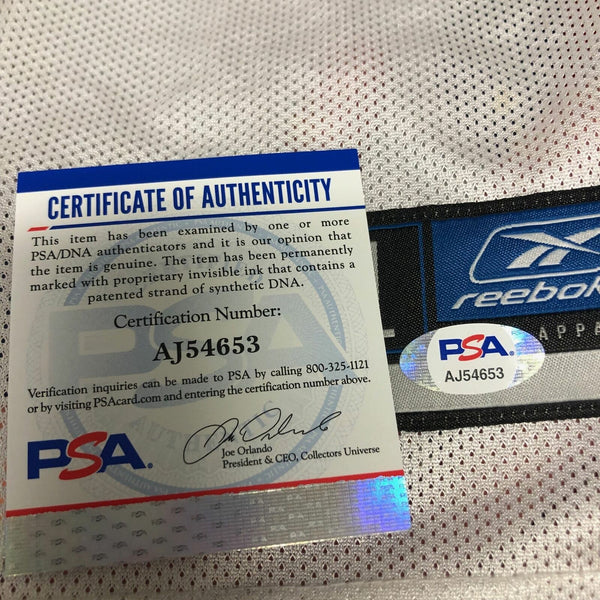 CERTIFICATE OF AUTHENTICITY
This item has been examined by one or more
PSA/DNA authenticators and it is our opinion that
the item is genuine. The item has been permanently
marked with proprietary invisible ink that contains a
patented strand of synthetic DNA.
Certification Number:
AJ54653
Verification inquiries can be made to PSA by calling 800-325-1121
or by visiting PSAcard.com and entering the certification number above.
PSA.
Joe Orlando
President & CEO, Collectors Universe
Reebok
APPA
PSA.
AJ54653